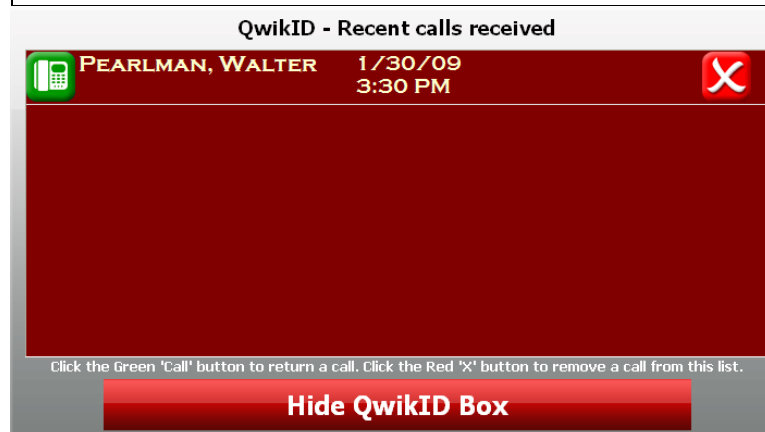 QwikID - Recent calls received
Pearlman, Walter 1/30/09
3:30 PM
Click the Green 'Call' button to return a call. Click the Red 'X' button to remove a call from this list.
Hide QwikID Box